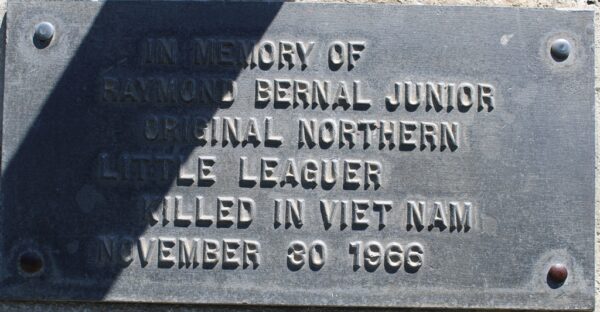 IN MEMORY OF
RAYMOND BERNAL JUNIOR
ORIGINAL NORTHERN
LITTLE LEAGUER
KILLED IN VIET NAM
NOVEMBER 30 1966